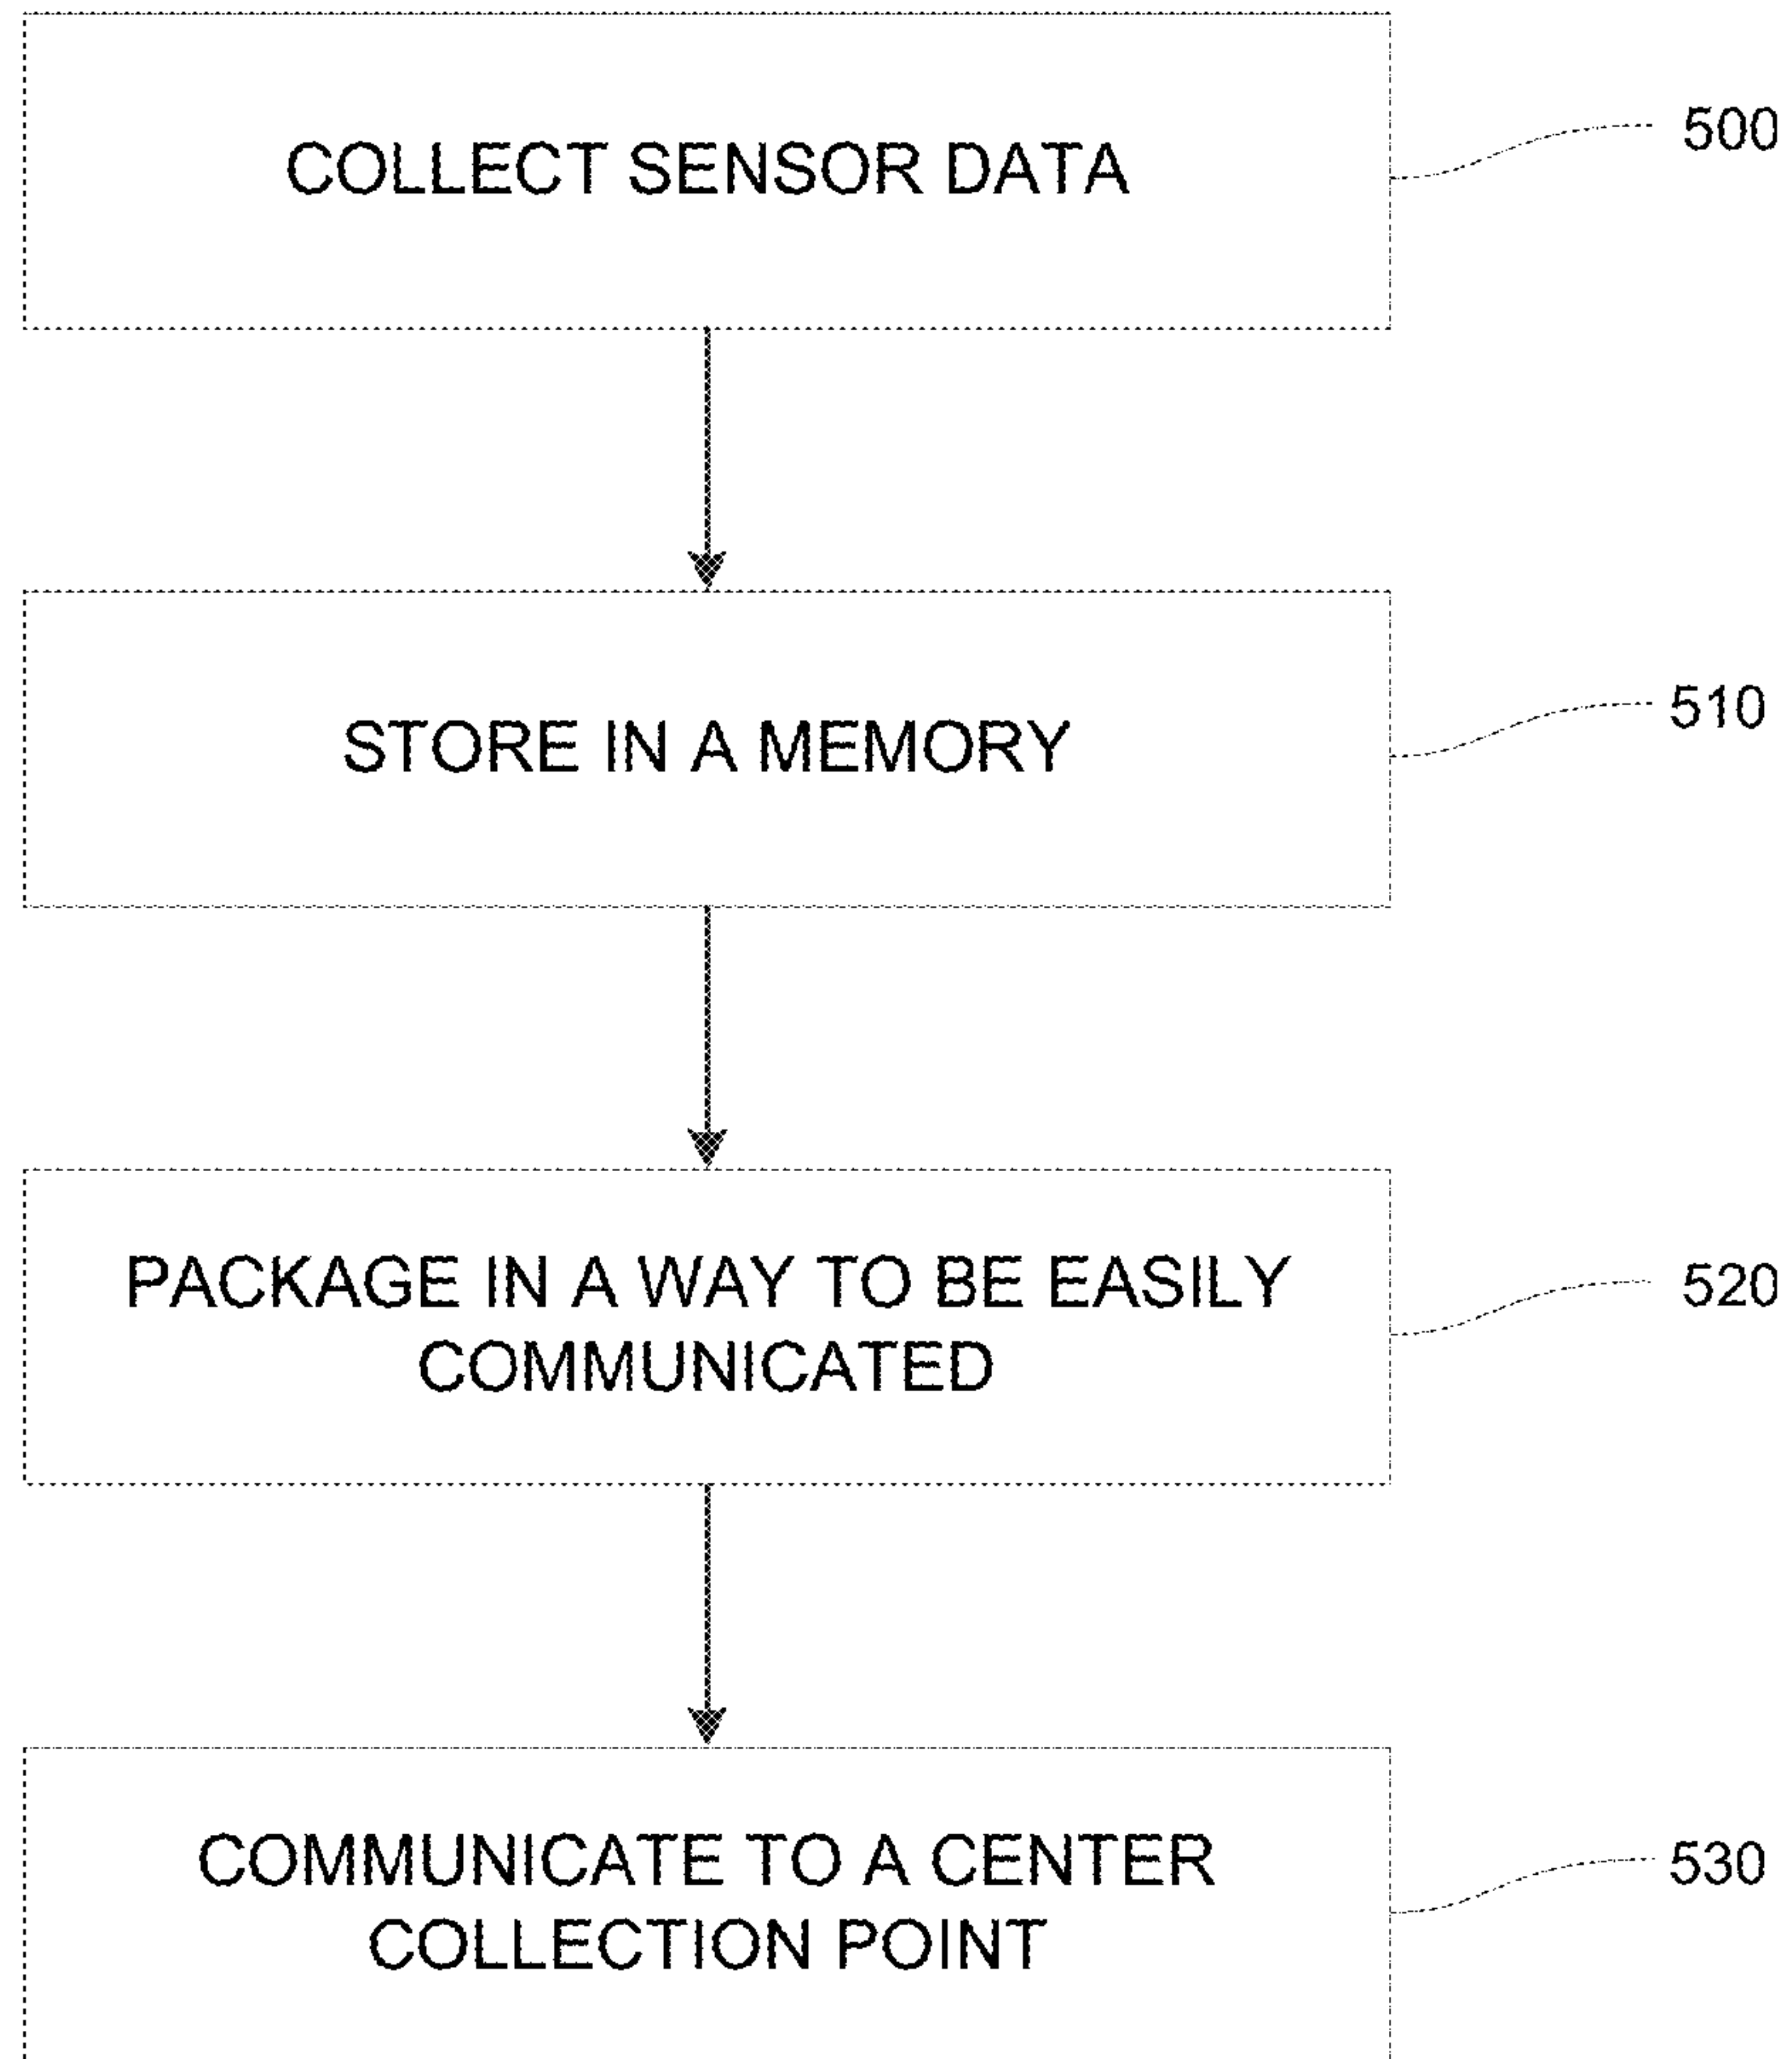 COLLECT SENSOR DATA
500
STORE IN A MEMORY
510
PACKAGE IN A WAY TO BE EASILY
COMMUNICATED
520
COMMUNICATE TO A CENTER
COLLECTION POINT
530